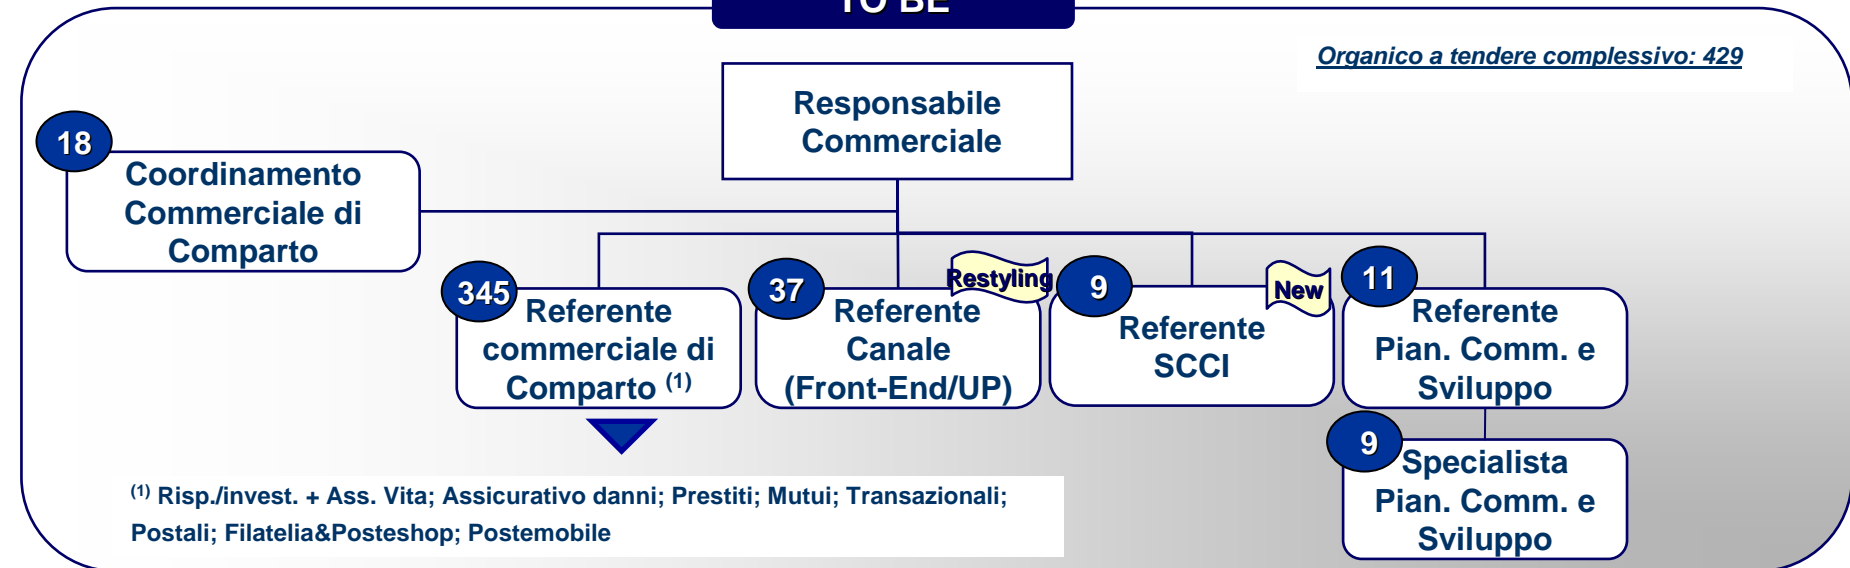 TO BE
Organico a tendere complessivo: 429
Responsabile
Commerciale
18
Coordinamento
Commerciale di
Comparto
345
Referente
commerciale di
Comparto (1)
37
Restyling
Referente
Canale
(Front-End/UP)
9
New
Referente
SCCI
11
Referente
Pian. Comm. e
Sviluppo
9
Specialista
Pian. Comm. e
Sviluppo
(1) Risp./invest. + Ass. Vita; Assicurativo danni; Prestiti; Mutui; Transazionali;
Postali; Filatelia&Posteshop; Postemobile